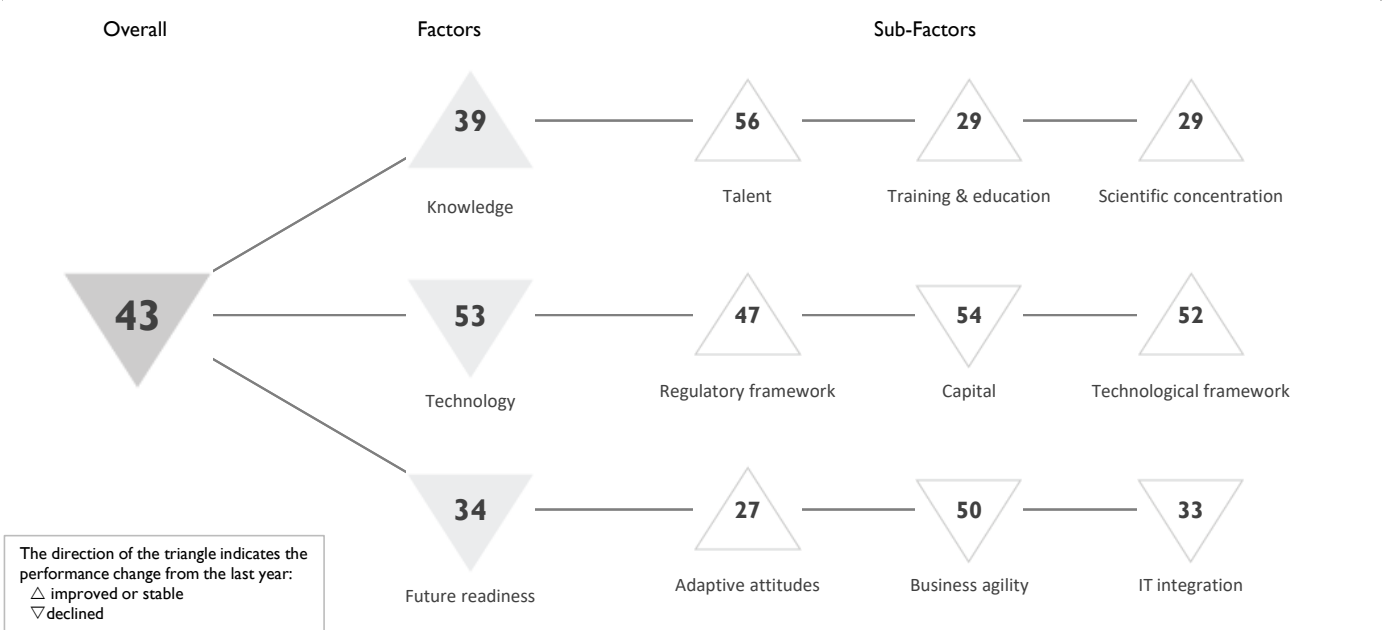 Overall
Factors
Sub-Factors
39
56
29
29
Knowledge
Talent
Training & education
Scientific concentration
43
53
47
54
52
Technology
Regulatory framework
Capital
Technological framework
34
27
50
33
Future readiness
Adaptive attitudes
Business agility
IT integration
The direction of the triangle indicates the
performance change from the last year:
△ improved or stable
▽ declined